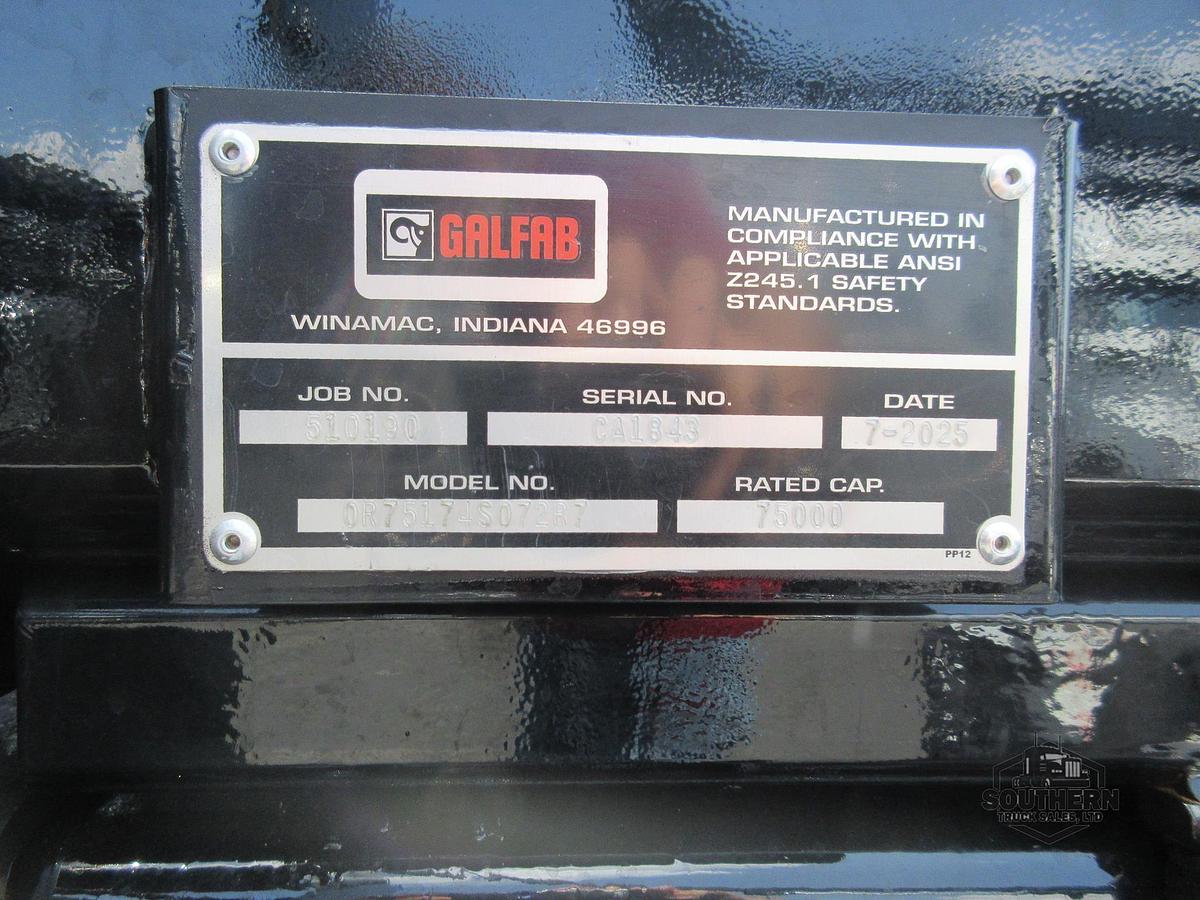 GALFAB
WINAMAC, INDIANA 46996
MANUFACTURED IN
COMPLIANCE WITH
APPLICABLE ANSI
Z245.1 SAFETY
STANDARDS.
JOB NO. SERIAL NO. DATE
510190 CA1843 7-2025
MODEL NO. RATED CAP.
OR75174S072R7 75000
PP12
SOUTHERN
TRUCK SALES, LTD